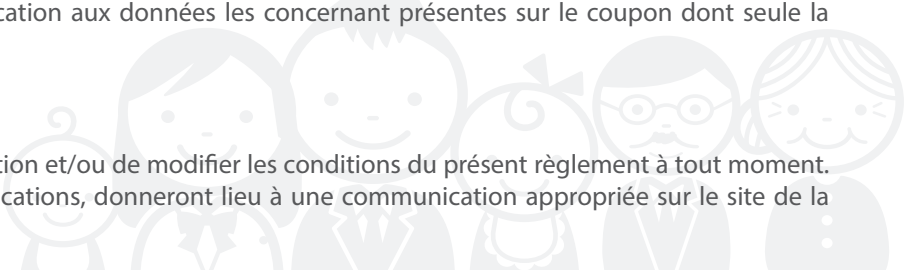 cation aux données les concernant présentes sur le coupon dont seule la
tion et/ou de modifier les conditions du présent règlement à tout moment.
cations, donneront lieu à une communication appropriée sur le site de la